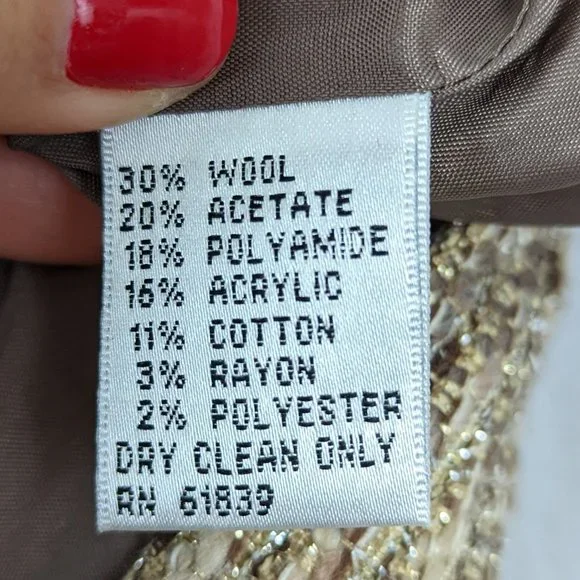 30% WOOL
20% ACETATE
18% POLYAMIDE
16% ACRYLIC
11% COTTON
3% RAYON
2% POLYESTER
DRY CLEAN ONLY
RN 61839